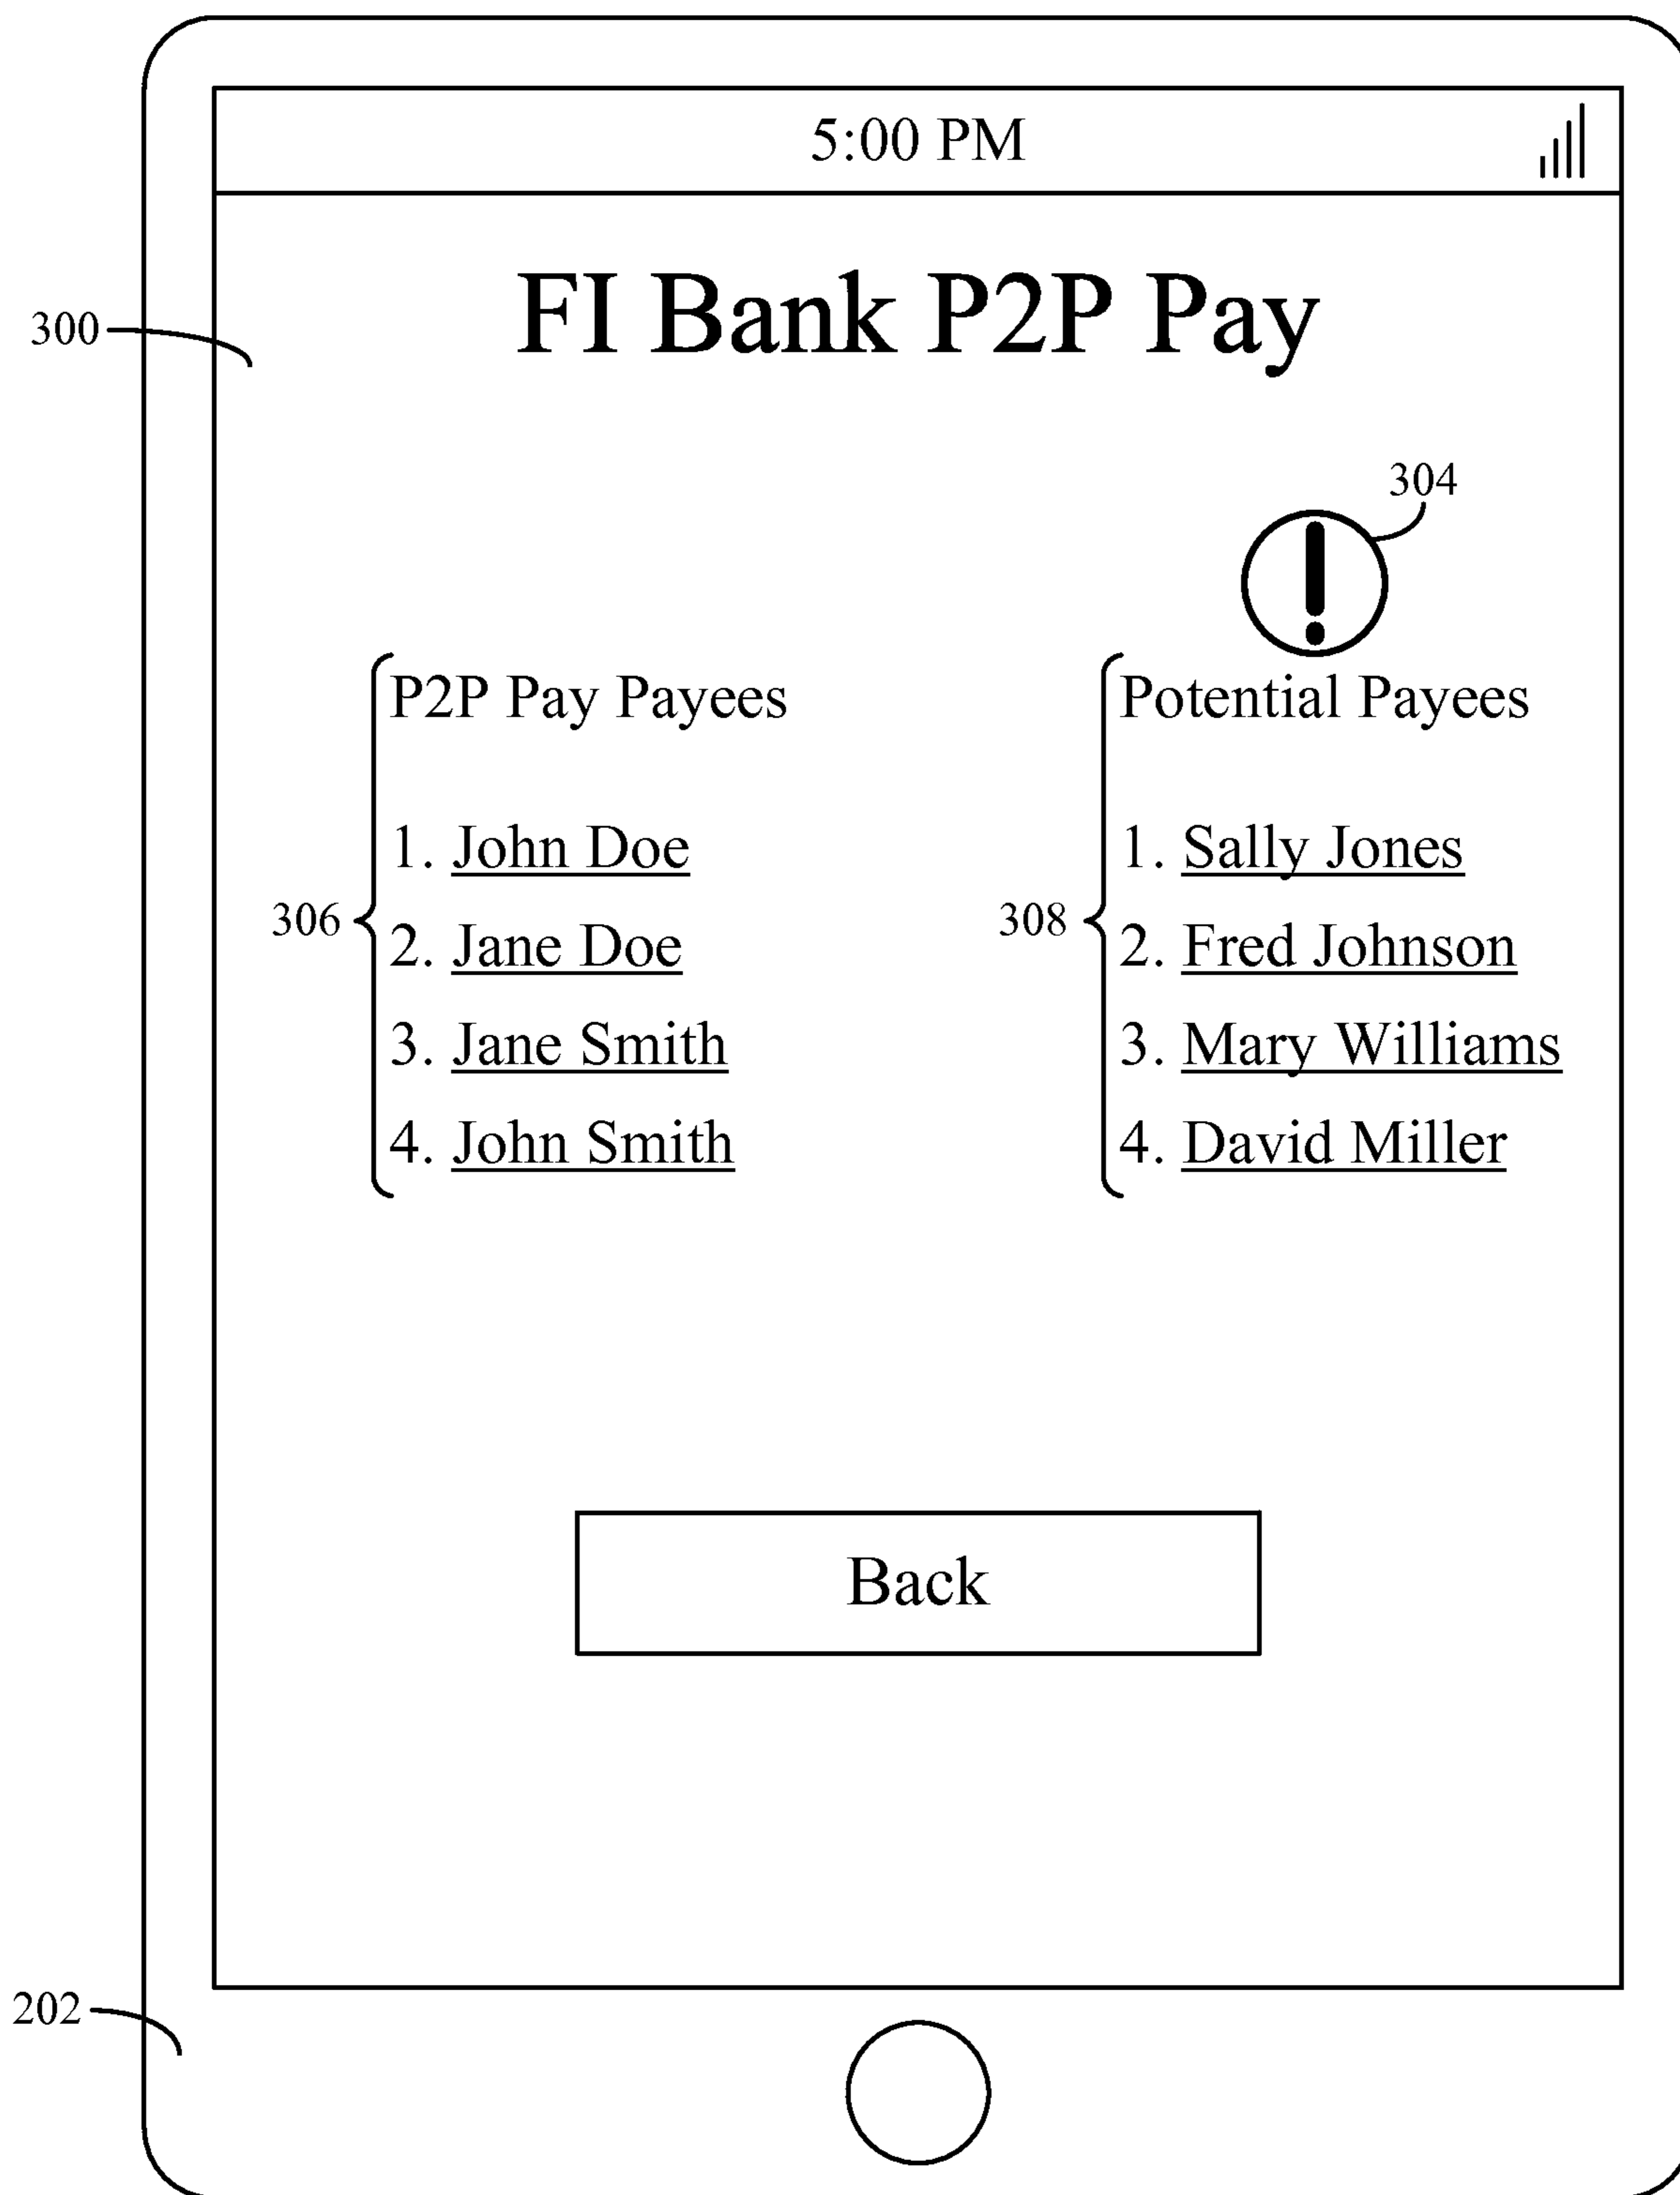 5:00 PM
FI Bank P2P Pay
300
304
P2P Pay Payees
1. John Doe
2. Jane Doe
3. Jane Smith
4. John Smith
306
Potential Payees
1. Sally Jones
2. Fred Johnson
3. Mary Williams
4. David Miller
308
Back
202